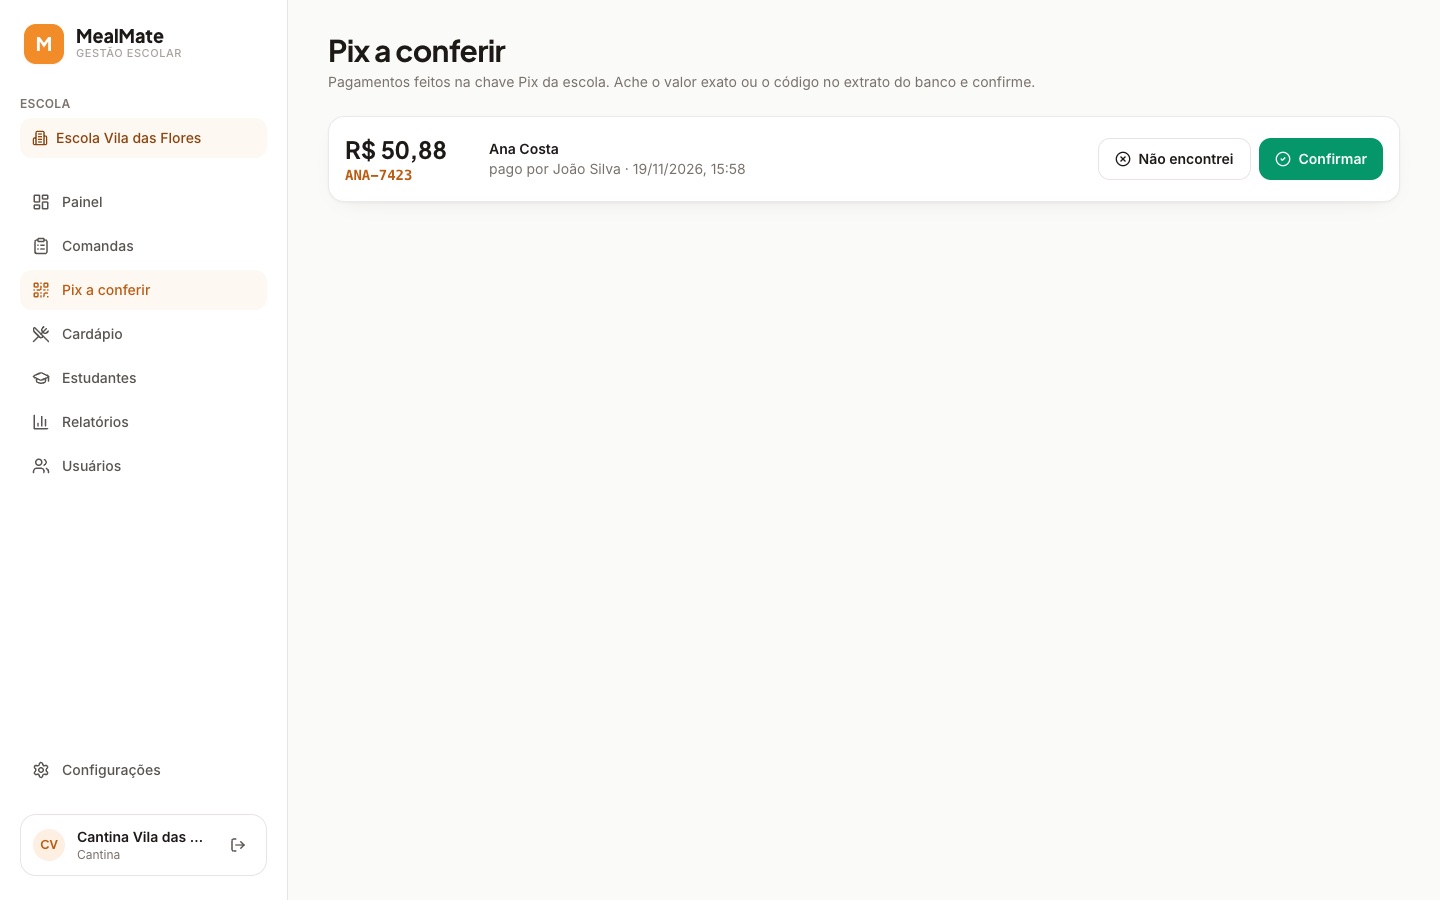 M
MealMate
GESTÃO ESCOLAR
ESCOLA
Escola Vila das Flores
Painel
Comandas
Pix a conferir
Cardápio
Estudantes
Relatórios
Usuários
Configurações
CV
Cantina Vila das ...
Cantina
Pix a conferir
Pagamentos feitos na chave Pix da escola. Ache o valor exato ou o código no extrato do banco e confirme.
R$ 50,88
ANA-7423
Ana Costa
pago por João Silva · 19/11/2026, 15:58
Não encontrei
Confirmar